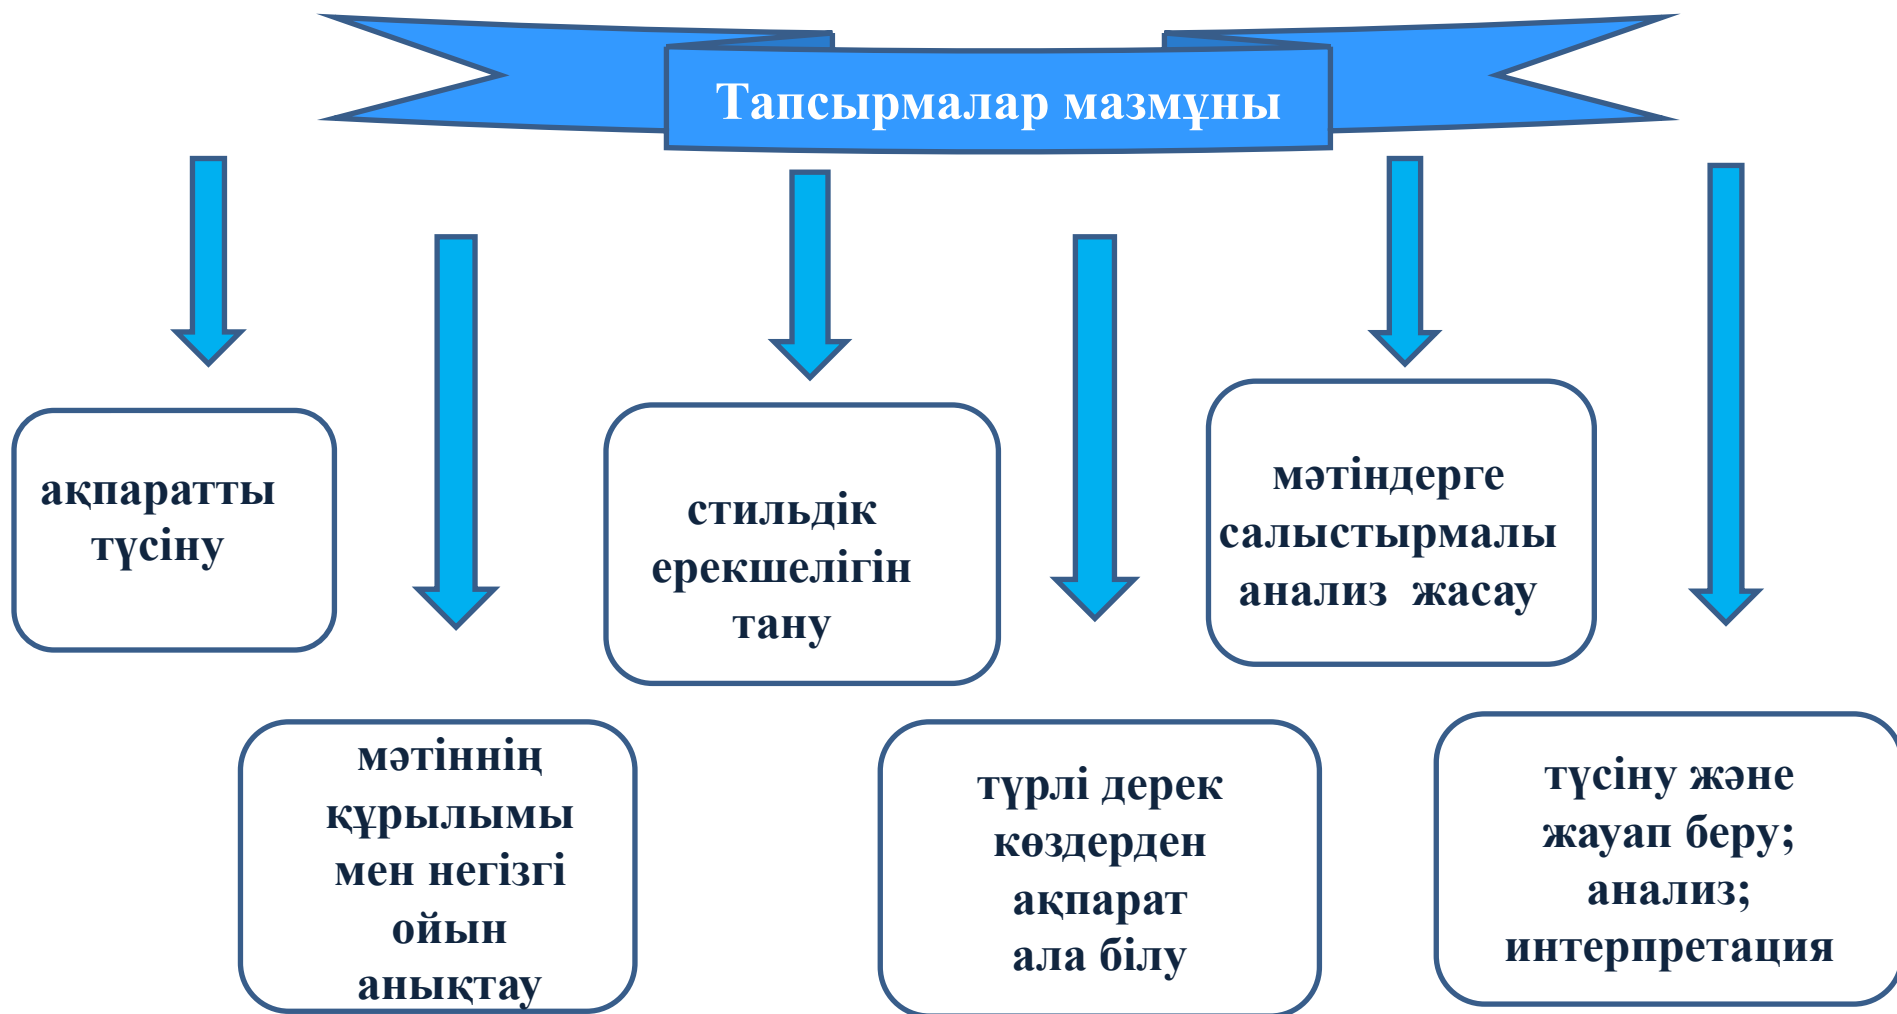 Тапсырмалар мазмұны
ақпаратты
түсіну
мәтіннің
құрылымы
мен негізгі
ойын
анықтау
стильдік
ерекшелігін
тану
түрлі дерек
көздерден
ақпарат
ала білу
мәтіндерге
салыстырмалы
анализ жасау
түсіну және
жауап беру;
анализ;
интерпретация